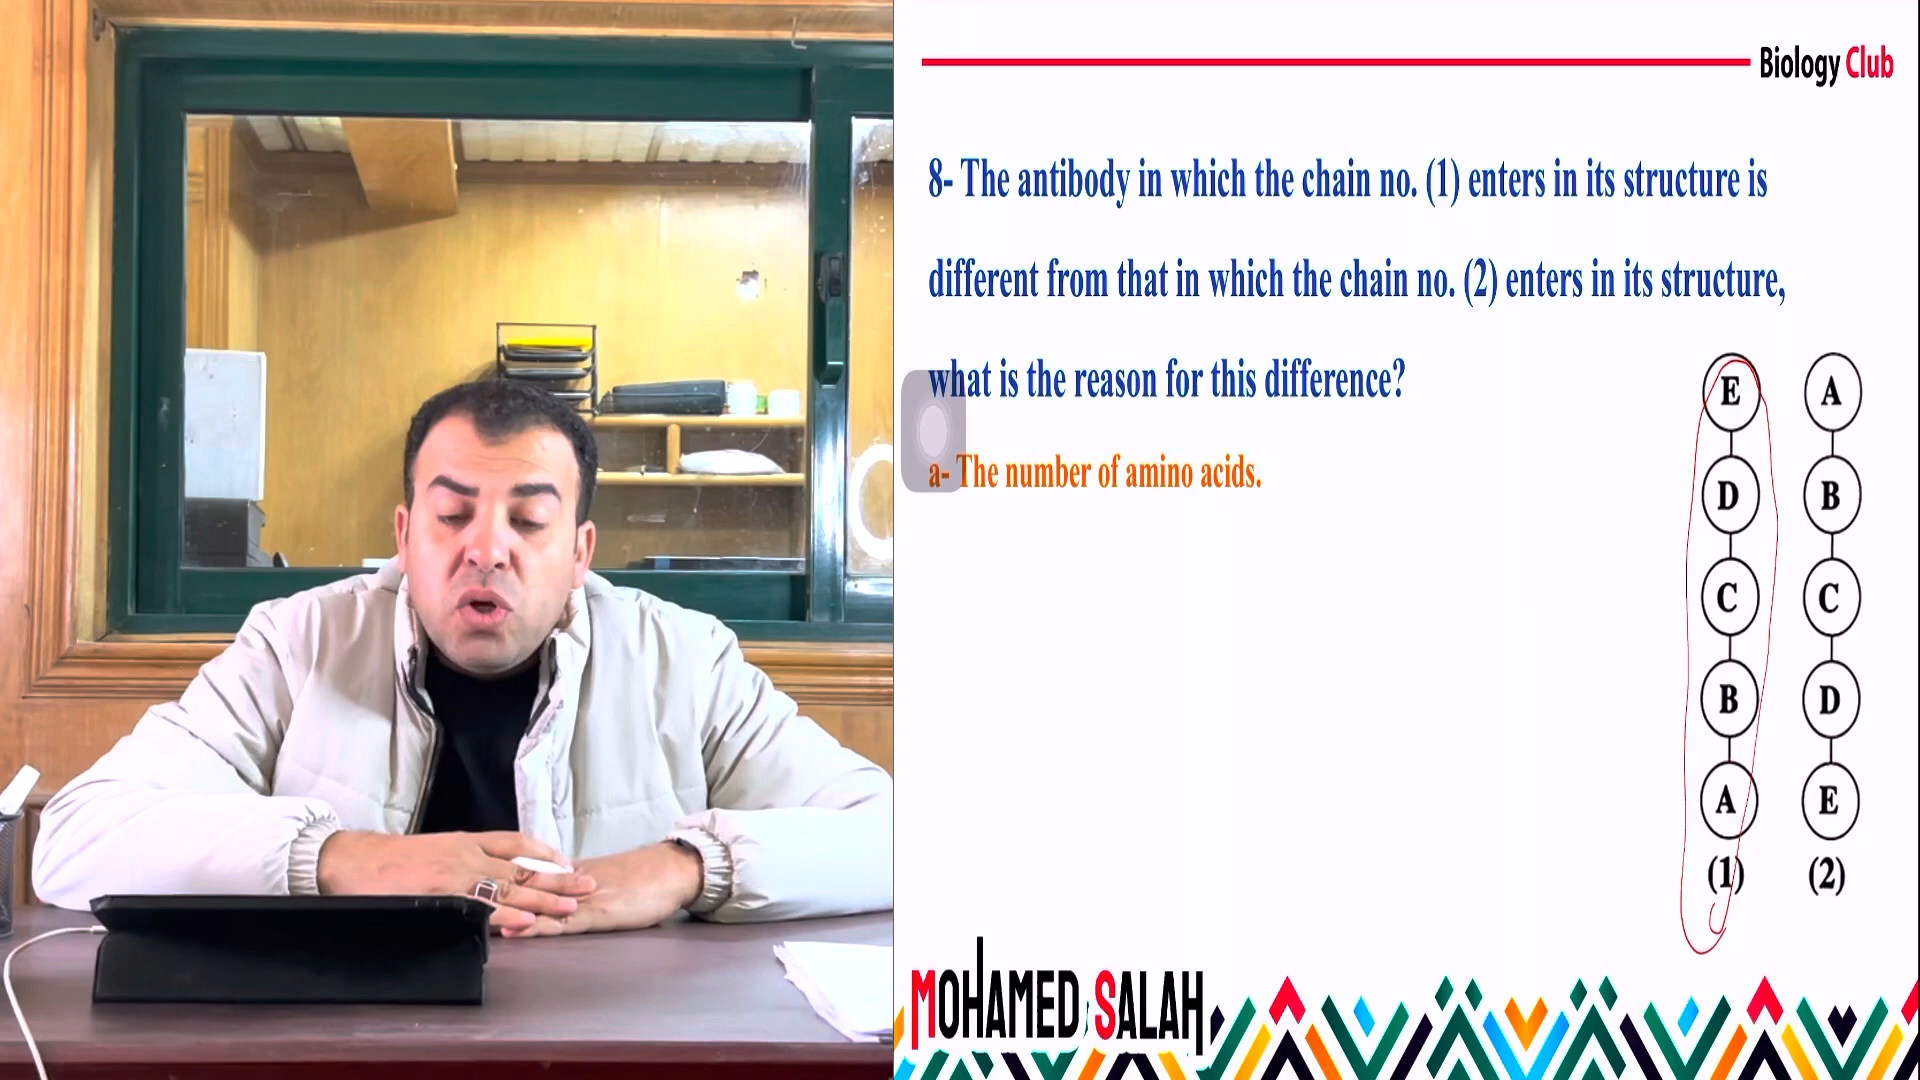 Biology Club
8- The antibody in which the chain no. (1) enters in its structure is
different from that in which the chain no. (2) enters in its structure,
what is the reason for this difference?
a- The number of amino acids.
E A
D B
C C
B D
A E
(1) (2)
MOHAMED SALAH